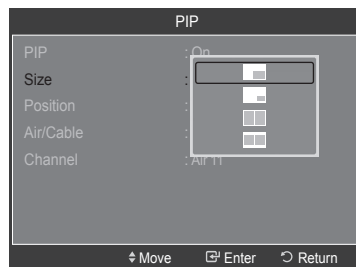 PIP
PIP : On
Size :
Position :
Air/Cable :
Channel : Air 11
Move Enter Return